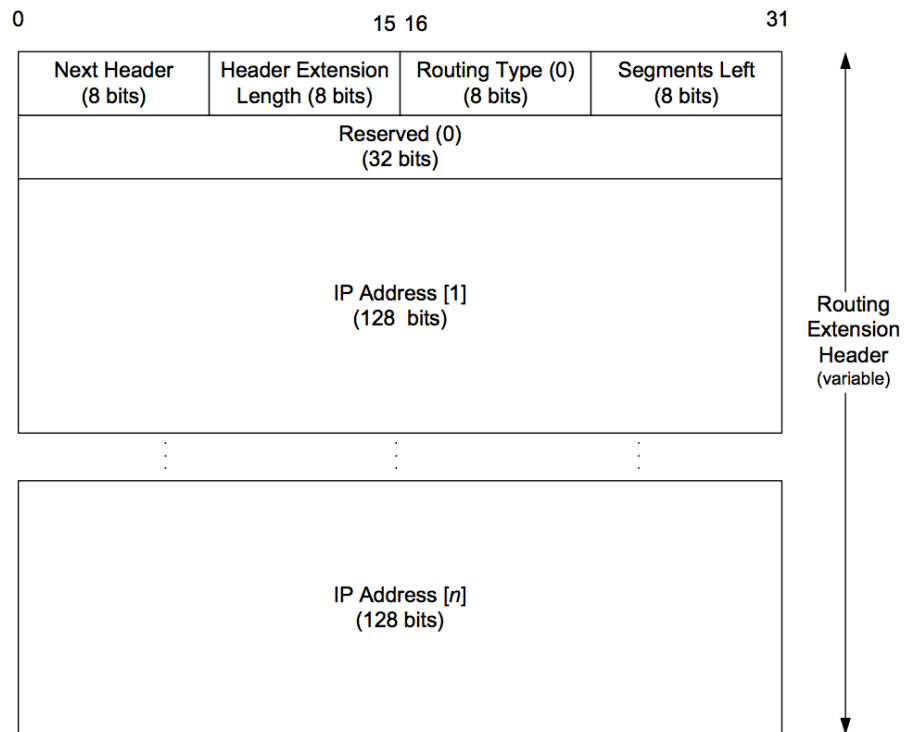 0 15 16 31
Next Header Header Extension Routing Type (0) Segments Left
(8 bits) Length (8 bits) (8 bits) (8 bits)
Reserved (0)
(32 bits)
IP Address [1]
(128 bits)
Routing
Extension
Header
(variable)
IP Address [n]
(128 bits)